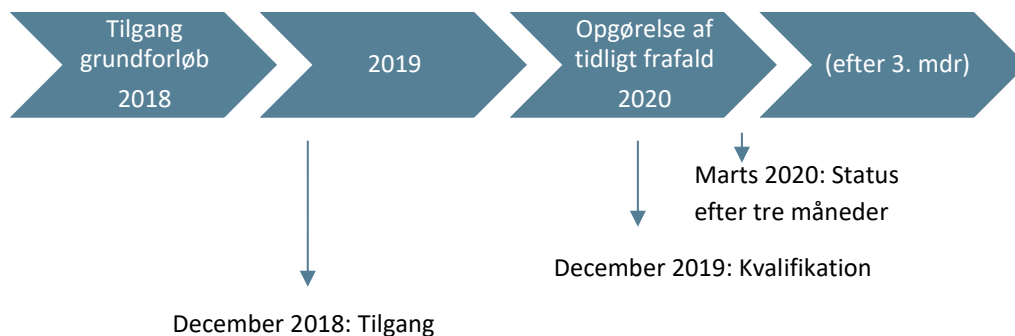 Tilgang
grundforløb
2018
2019
Opgørelse af
tidligt frafald
2020
(efter 3. mdr)
Marts 2020: Status
efter tre måneder
December 2019: Kvalifikation
December 2018: Tilgang